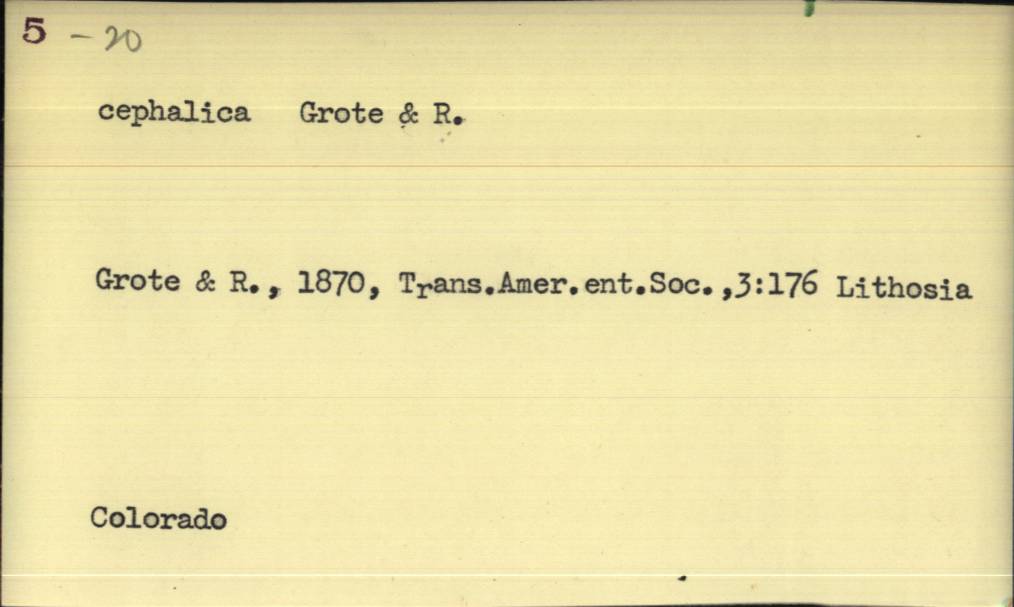 5 - 20
cephalica Grote & R.
Grote & R., 1870, Trans.Amer.ent.Soc.,3:176 Lithosia
Colorado